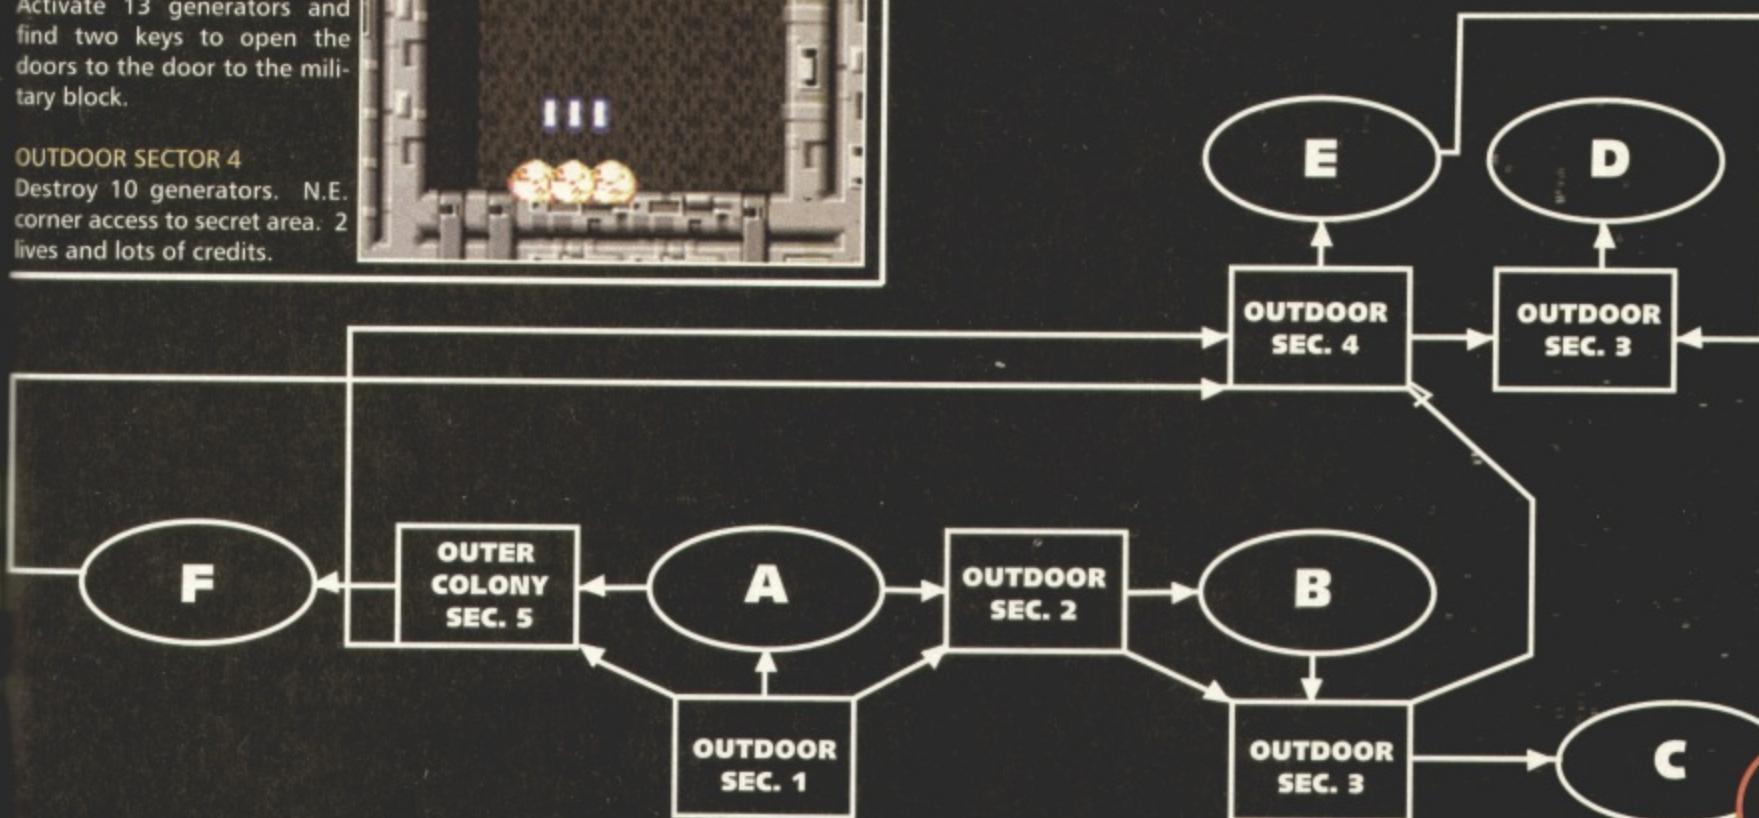 Activate 13 generators and
find two keys to open the
doors to the door to the mili-
tary block.
OUTDOOR SECTOR 4
Destroy 10 generators. N.E.
corner access to secret area. 2
lives and lots of credits.
E
D
OUTDOOR
SEC. 4
OUTDOOR
SEC. 3
F
OUTER
COLONY
SEC. 5
A
OUTDOOR
SEC. 2
B
OUTDOOR
SEC. 1
OUTDOOR
SEC. 3
C